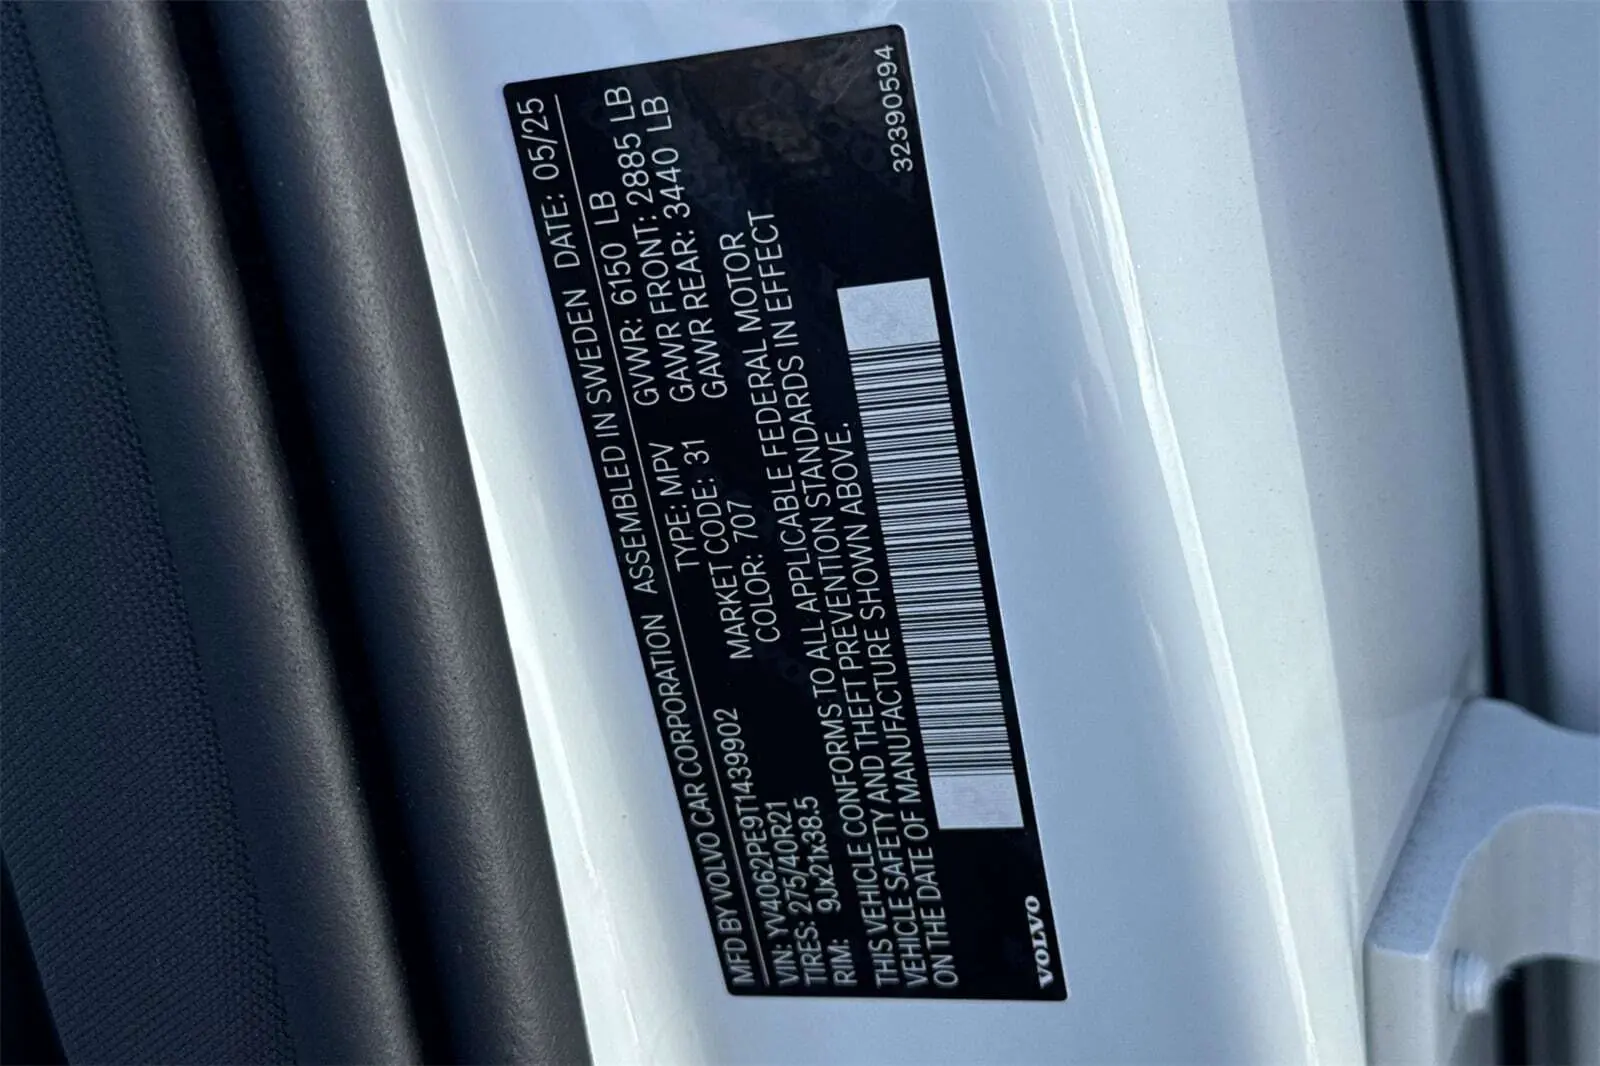 MFD BY VOLVO CAR CORPORATION ASSEMBLED IN SWEDEN DATE: 05/25
VIN: YV4062PE9T1439902 TYPE: MPV GVWR: 6150 LB
TIRES: 275/40R21 MARKET CODE: 31 GAWR FRONT: 2885 LB
RIM: 9Jx21x38.5 COLOR: 707 GAWR REAR: 3440 LB
THIS VEHICLE CONFORMS TO ALL APPLICABLE FEDERAL MOTOR
VEHICLE SAFETY AND THEFT PREVENTION STANDARDS IN EFFECT
ON THE DATE OF MANUFACTURE SHOWN ABOVE.
VOLVO 32390594